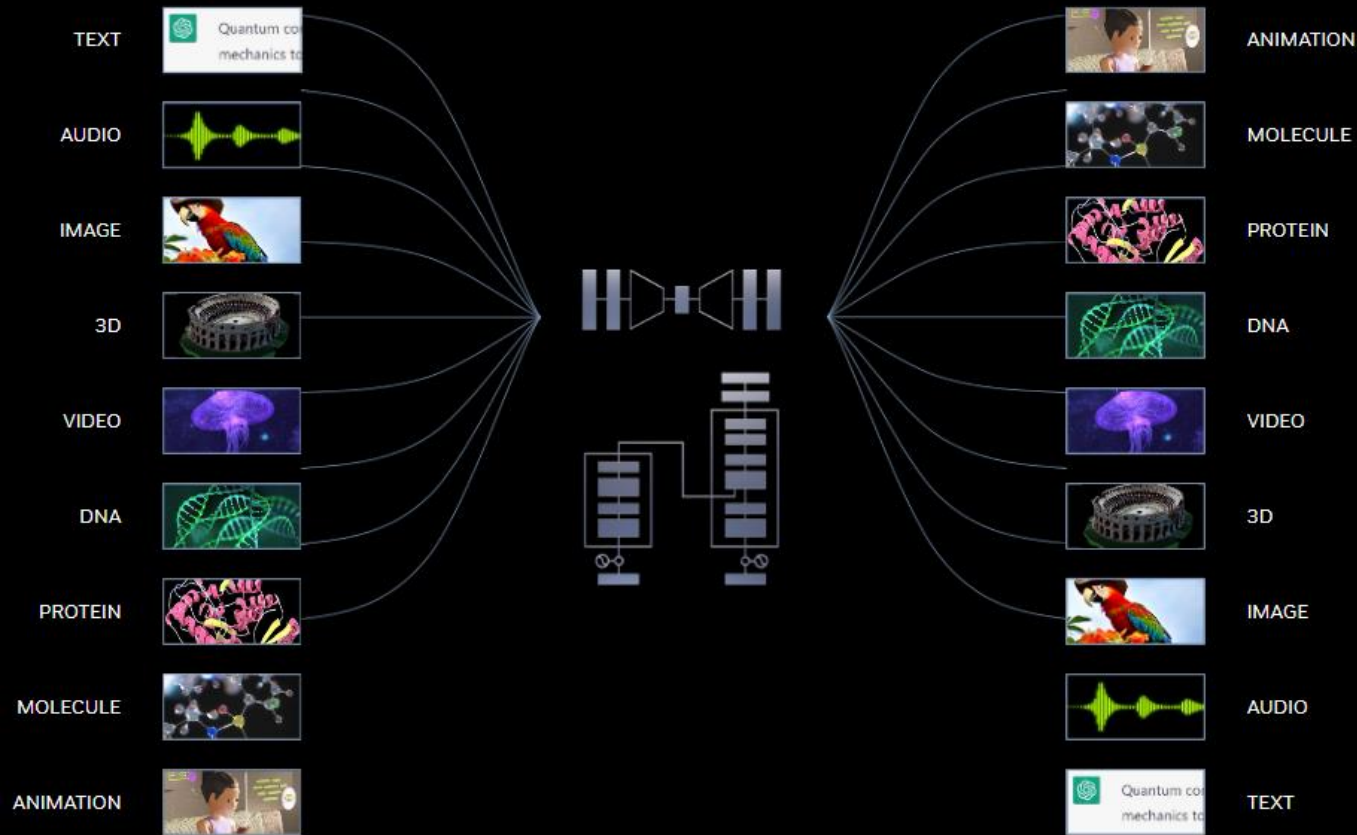 TEXT
Quantum co
mechanics to
AUDIO
IMAGE
3D
VIDEO
DNA
PROTEIN
MOLECULE
ANIMATION
ANIMATION
MOLECULE
PROTEIN
DNA
VIDEO
3D
IMAGE
AUDIO
Quantum co
mechanics to
TEXT